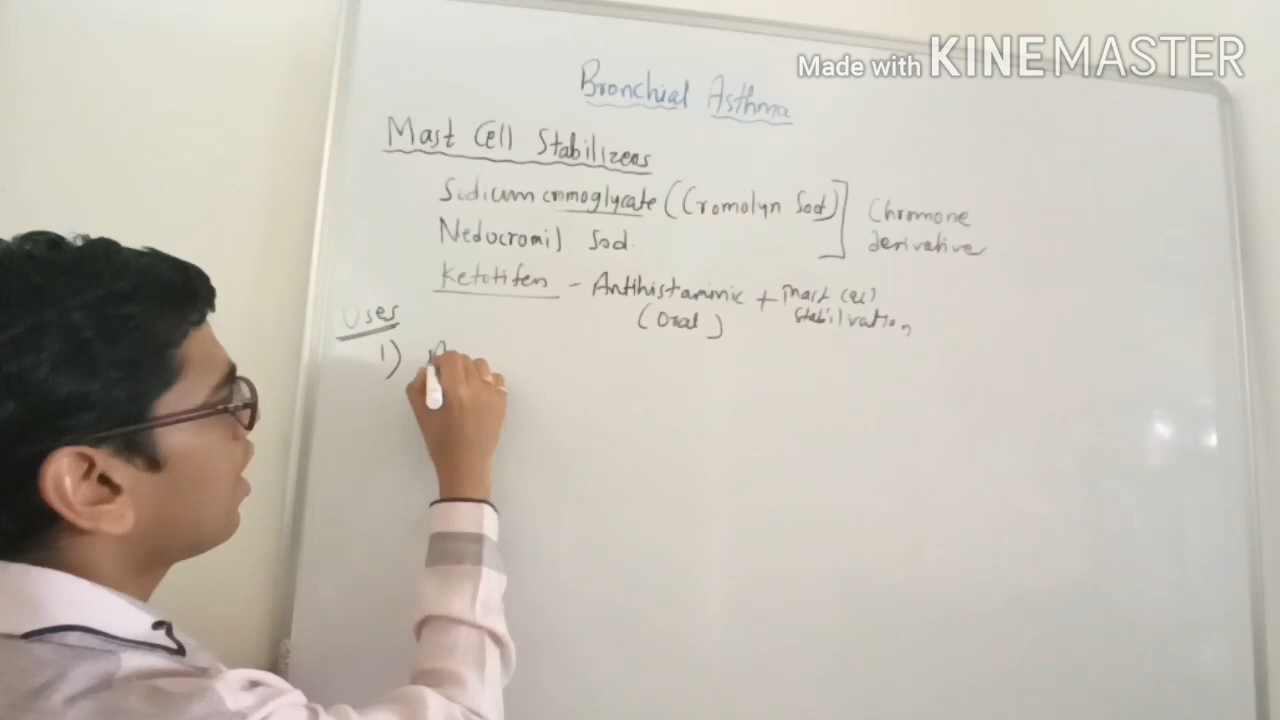 Made with KINEMASTER
Bronchial Asthma
Mast Cell Stabilizers
Sodium cromoglycate (Cromolyn Sod)
Chromone
derivative
Nedocromil Sod.
Ketotifen - Antihistaminic + Mast cell
stabilization
(Oral)
Uses
1)